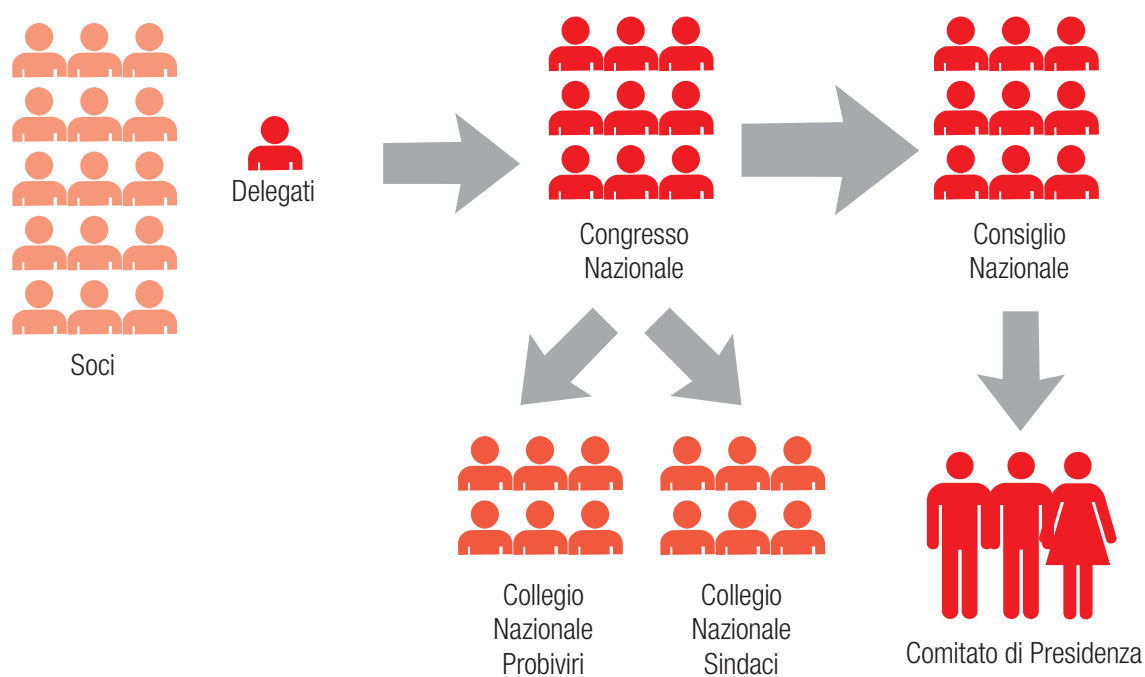 Soci
Delegati
Congresso
Nazionale
Consiglio
Nazionale
Collegio
Nazionale
Probiviri
Collegio
Nazionale
Sindaci
Comitato di Presidenza